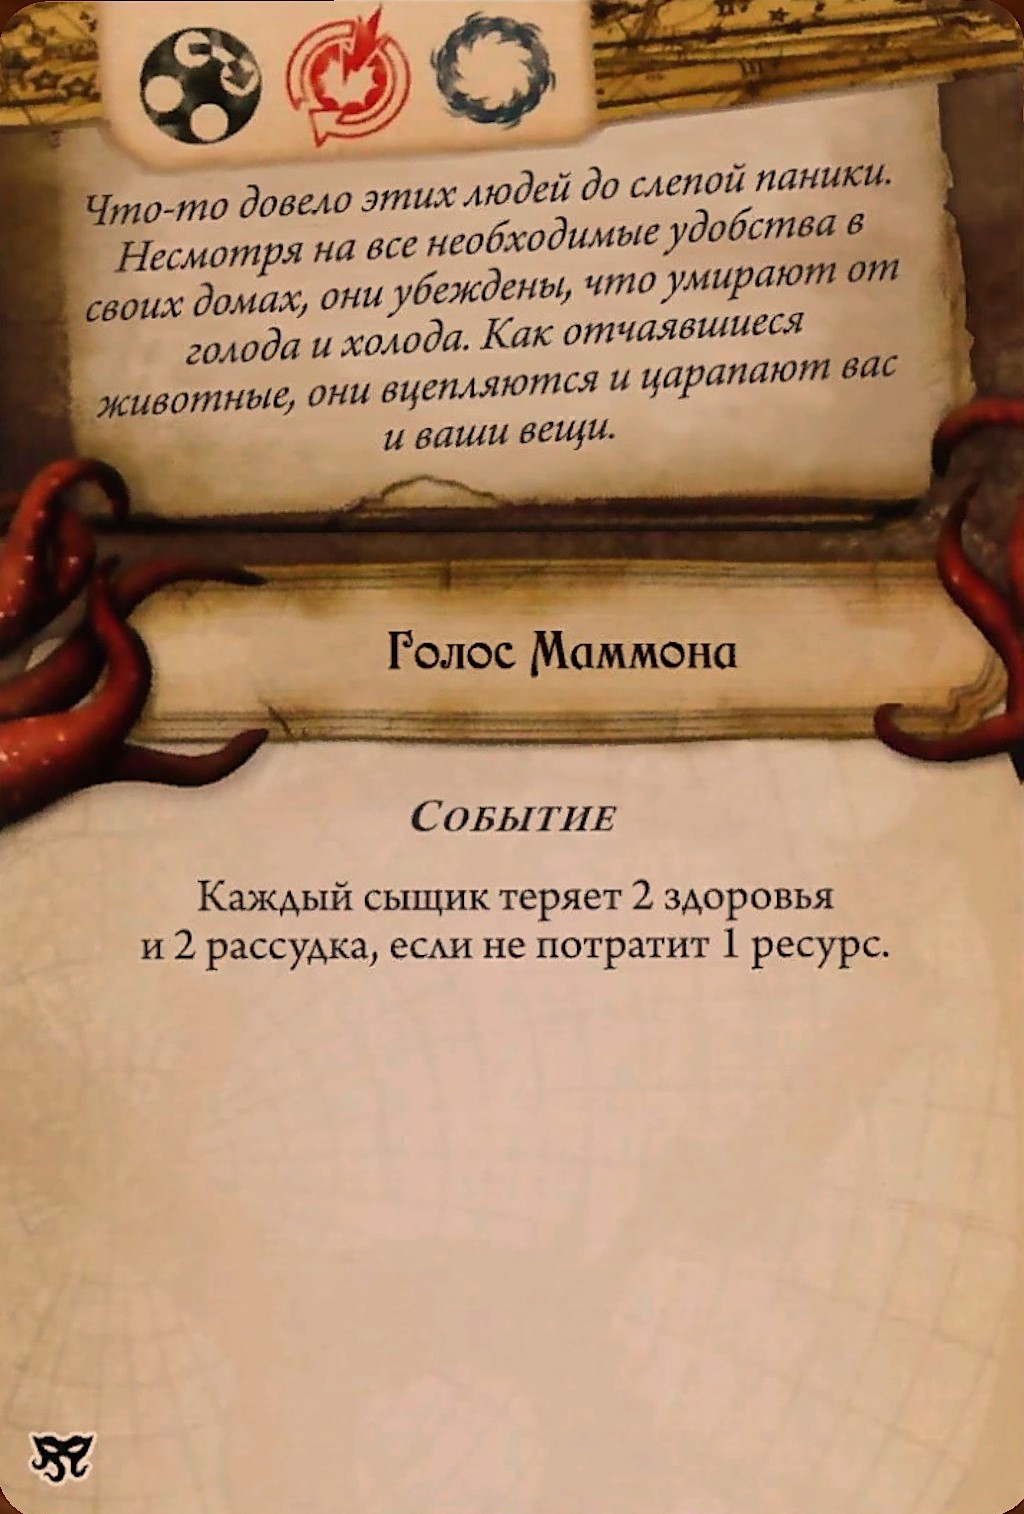 Что-то довело этих людей до слепой паники.
Несмотря на все необходимые удобства в
своих домах, они убеждены, что умирают от
голода и холода. Как отчаявшиеся
животные, они вцепляются и царапают вас
и ваши вещи.
Голос Маммона
Событие
Каждый сыщик теряет 2 здоровья
и 2 рассудка, если не потратит 1 ресурс.